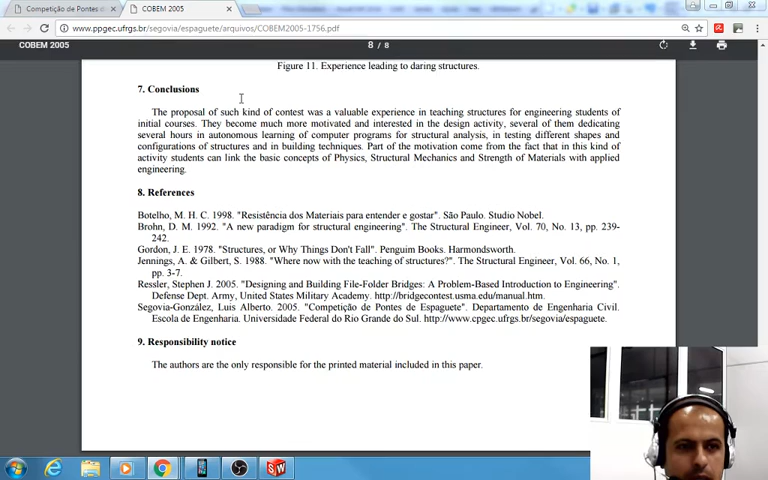 Competição de Pontes d
COBEM 2005
www.ppgec.ufrgs.br/segovia/espaguete/arquivos/COBEM2005-1756.pdf
COBEM 2005
8 / 8
Figure 11. Experience leading to daring structures.
7. Conclusions
The proposal of such kind of contest was a valuable experience in teaching structures for engineering students of
initial courses. They become much more motivated and interested in the design activity, several of them dedicating
several hours in autonomous learning of computer programs for structural analysis, in testing different shapes and
configurations of structures and in building techniques. Part of the motivation come from the fact that in this kind of
activity students can link the basic concepts of Physics, Structural Mechanics and Strength of Materials with applied
engineering.
8. References
Botelho, M. H. C. 1998. "Resistência dos Materiais para entender e gostar". São Paulo. Studio Nobel.
Brohn, D. M. 1992. "A new paradigm for structural engineering". The Structural Engineer, Vol. 70, No. 13, pp. 239-
242.
Gordon, J. E. 1978. "Structures, or Why Things Don't Fall". Penguim Books. Harmondsworth.
Jennings, A. & Gilbert, S. 1988. "Where now with the teaching of structures?". The Structural Engineer, Vol. 66, No. 1,
pp. 3-7.
Ressler, Stephen J. 2005. "Designing and Building File-Folder Bridges: A Problem-Based Introduction to Engineering".
Defense Dept. Army, United States Military Academy. http://bridgecontest.usma.edu/manual.htm.
Segovia-González, Luis Alberto. 2005. "Competição de Pontes de Espaguete". Departamento de Engenharia Civil.
Escola de Engenharia. Universidade Federal do Rio Grande do Sul. http://www.cpgec.ufrgs.br/segovia/espaguete.
9. Responsibility notice
The authors are the only responsible for the printed material included in this paper.